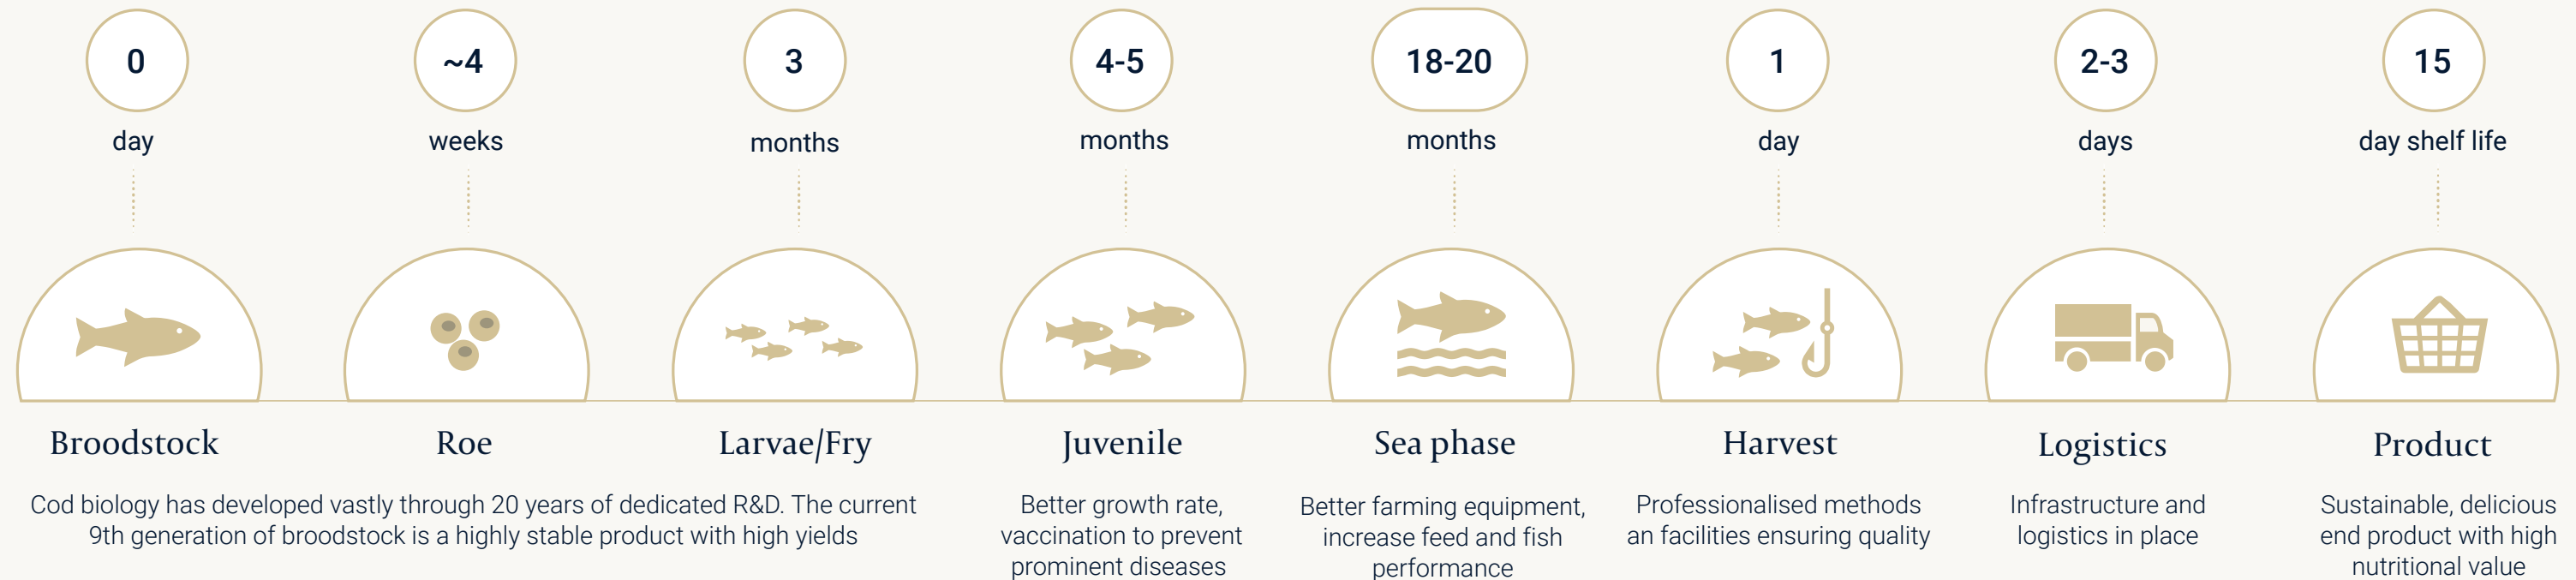 0
day
~4
weeks
3
months
4-5
months
18-20
months
1
day
2-3
days
15
day shelf life
Broodstock
Roe
Larvae/Fry
Cod biology has developed vastly through 20 years of dedicated R&D. The current
9th generation of broodstock is a highly stable product with high yields
Juvenile
Better growth rate,
vaccination to prevent
prominent diseases
Sea phase
Better farming equipment,
increase feed and fish
performance
Harvest
Professionalised methods
an facilities ensuring quality
Logistics
Infrastructure and
logistics in place
Product
Sustainable, delicious
end product with high
nutritional value